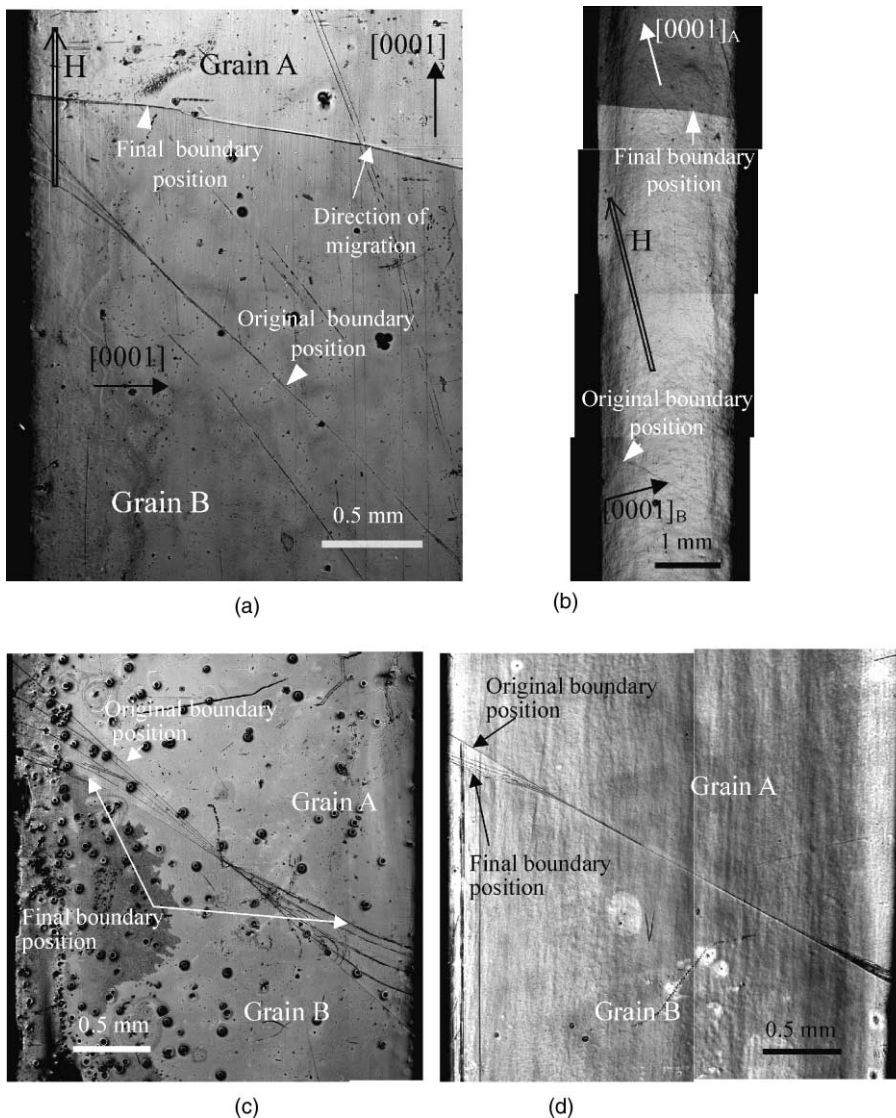 H
Grain A
[0001]
Final boundary
position
Direction of
migration
Original boundary
position
[0001]
Grain B
0.5 mm
(a)
[0001]A
Final boundary
position
H
Original boundary
position
[0001]B
1 mm
(b)
Original boundary
position
Grain A
Final boundary
position
Grain B
0.5 mm
(c)
Original boundary
position
Grain A
Final boundary
position
Grain B
0.5 mm
(d)